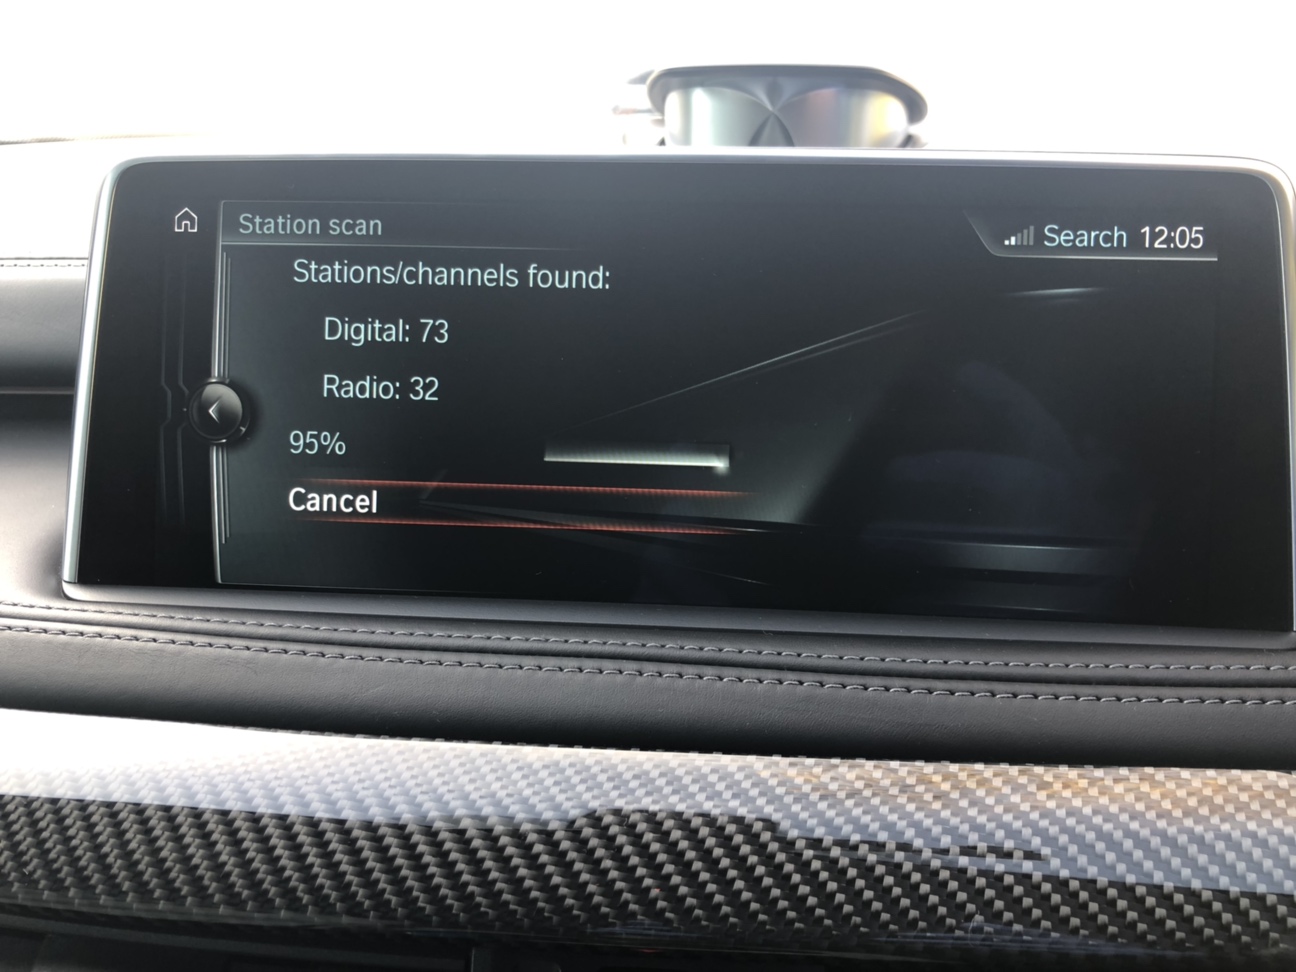 Station scan
Search 12:05
Stations/channels found:
Digital: 73
Radio: 32
95%
Cancel